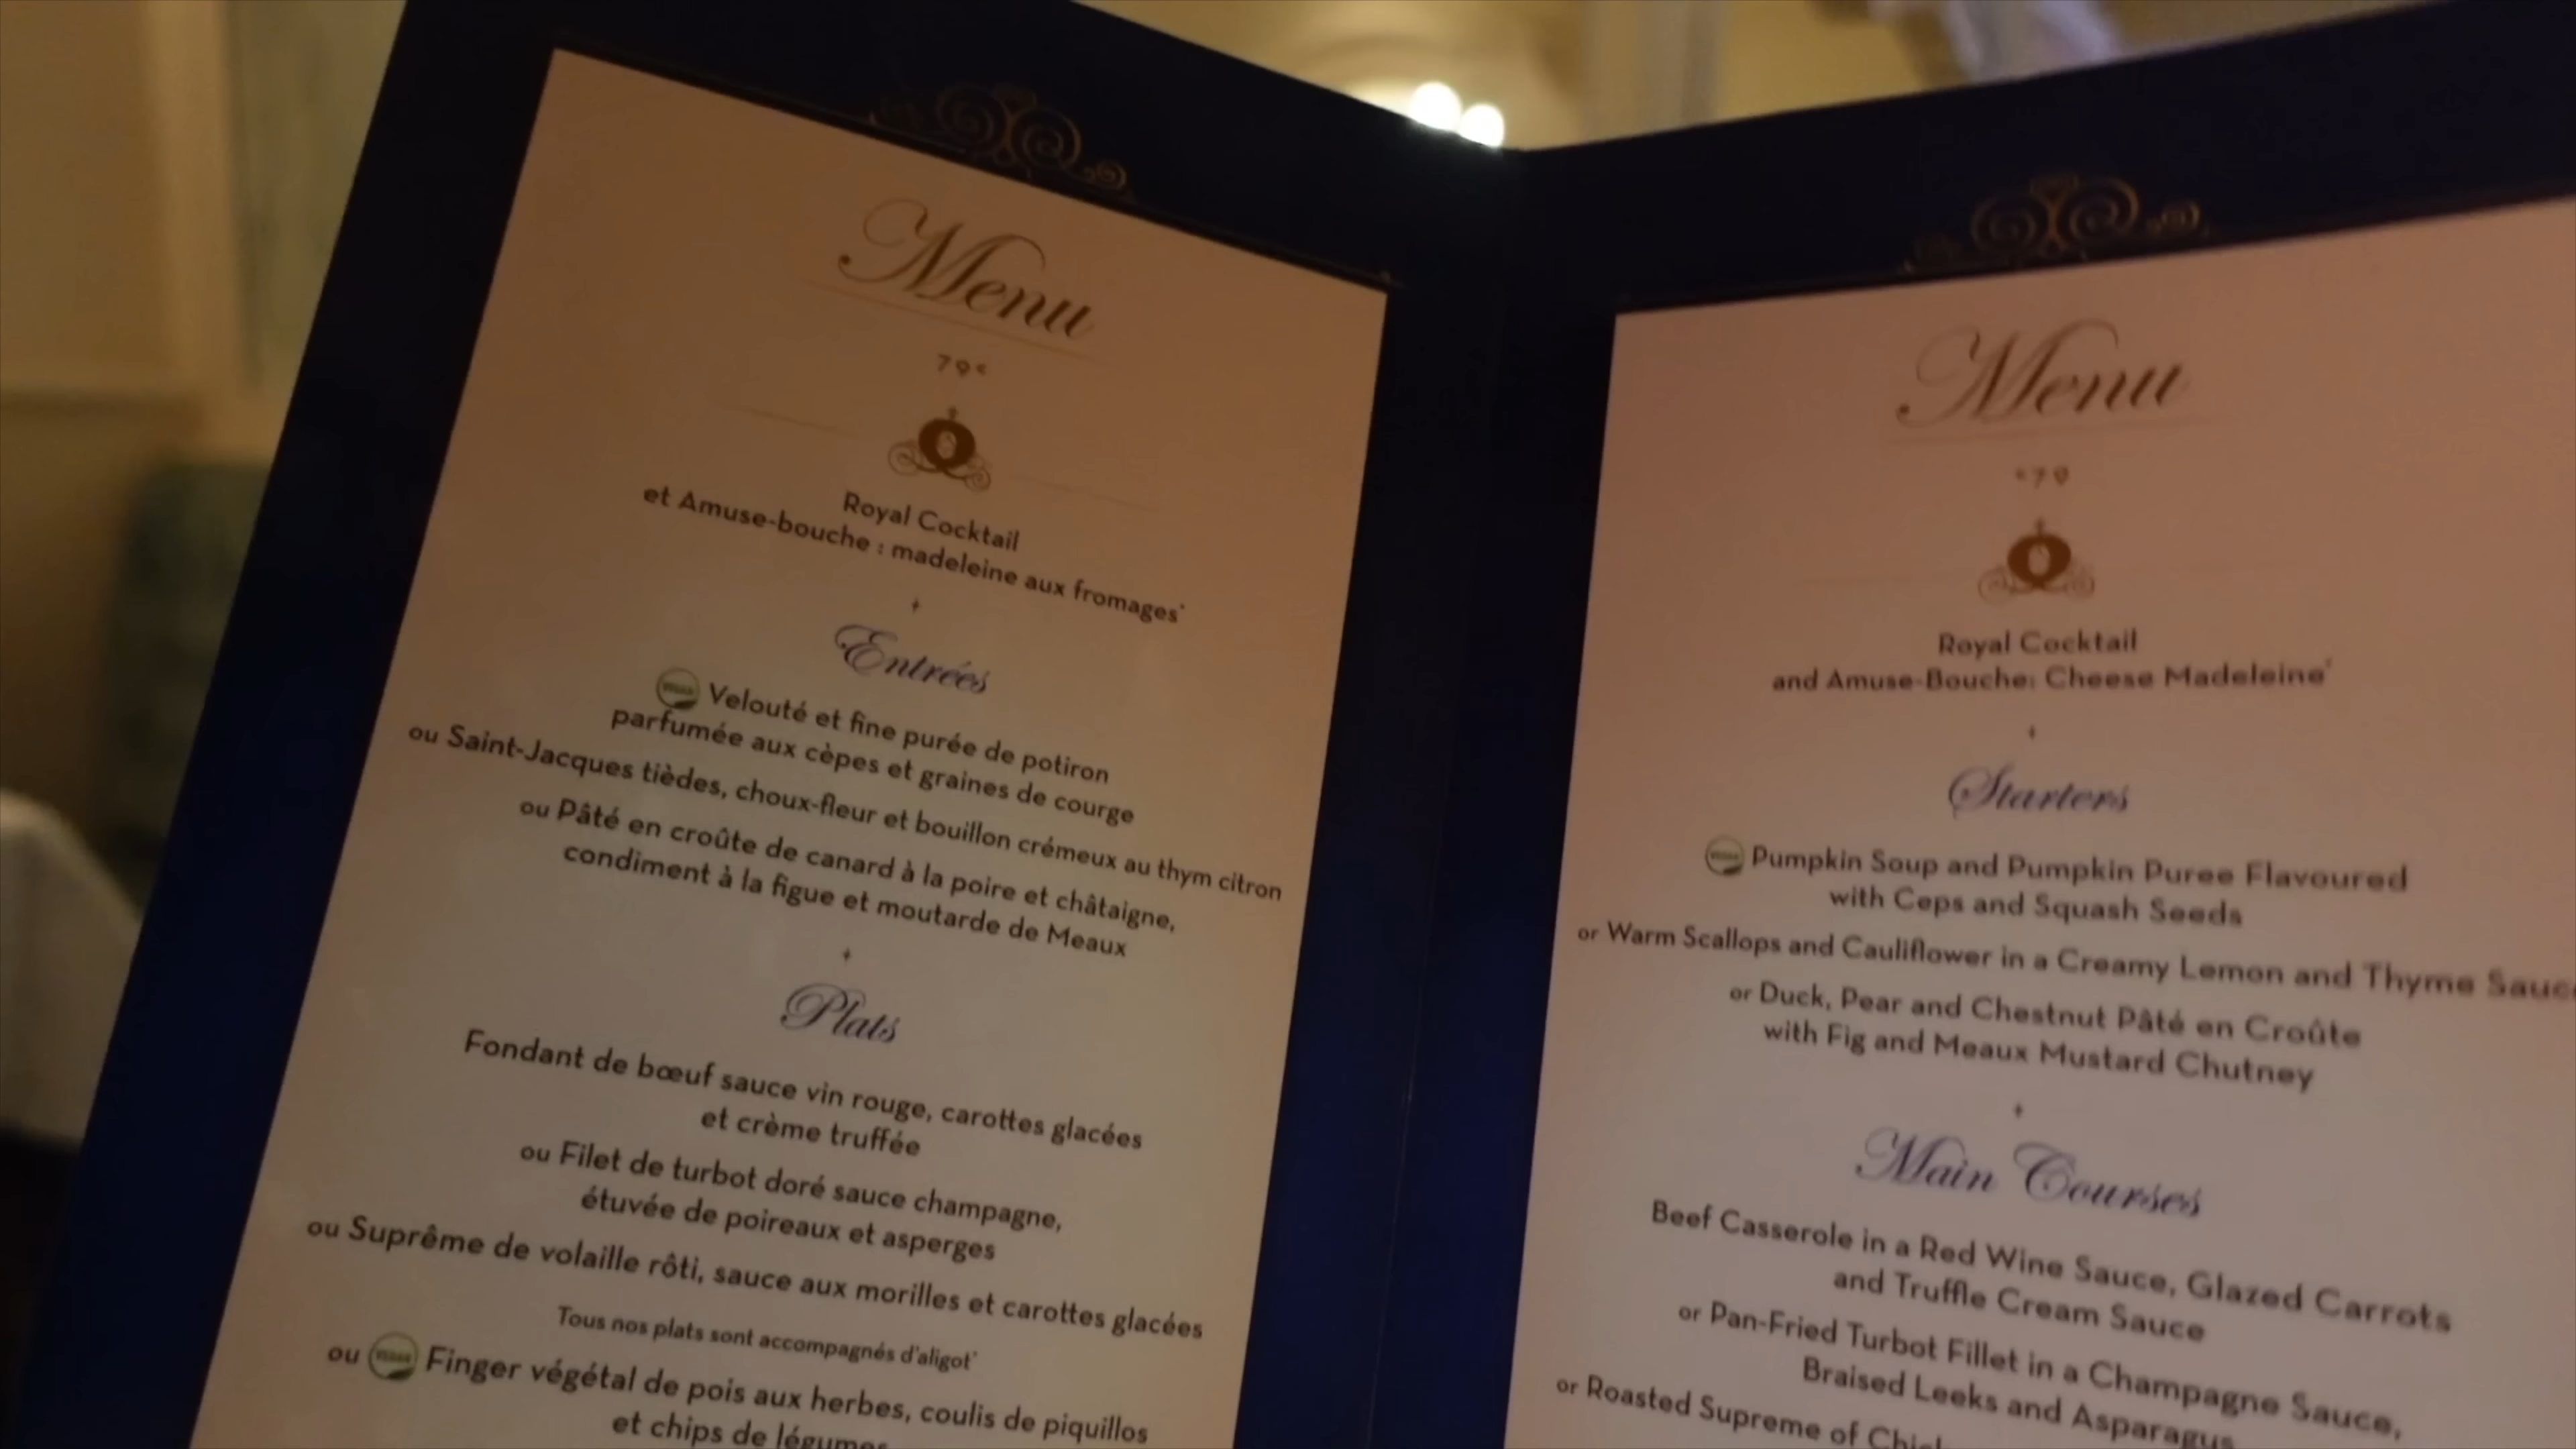 Menu
79€
Royal Cocktail
et Amuse-bouche : madeleine aux fromages*
Entrées
Velouté et fine purée de potiron
parfumée aux cèpes et graines de courge
ou Saint-Jacques tièdes, choux-fleur et bouillon crémeux au thym citron
ou Pâté en croûte de canard à la poire et châtaigne,
condiment à la figue et moutarde de Meaux
Plats
Fondant de bœuf sauce vin rouge, carottes glacées
et crème truffée
ou Filet de turbot doré sauce champagne,
étuvée de poireaux et asperges
ou Suprême de volaille rôti, sauce aux morilles et carottes glacées
Tous nos plats sont accompagnés d'aligot*
ou Finger végétal de pois aux herbes, coulis de piquillos
et chips de légumes
Menu
€79
Royal Cocktail
and Amuse-Bouche: Cheese Madeleine*
Starters
Pumpkin Soup and Pumpkin Puree Flavoured
with Ceps and Squash Seeds
or Warm Scallops and Cauliflower in a Creamy Lemon and Thyme Sauce
or Duck, Pear and Chestnut Pâté en Croûte
with Fig and Meaux Mustard Chutney
Main Courses
Beef Casserole in a Red Wine Sauce, Glazed Carrots
and Truffle Cream Sauce
or Pan-Fried Turbot Fillet in a Champagne Sauce,
Braised Leeks and Asparagus
or Roasted Supreme of